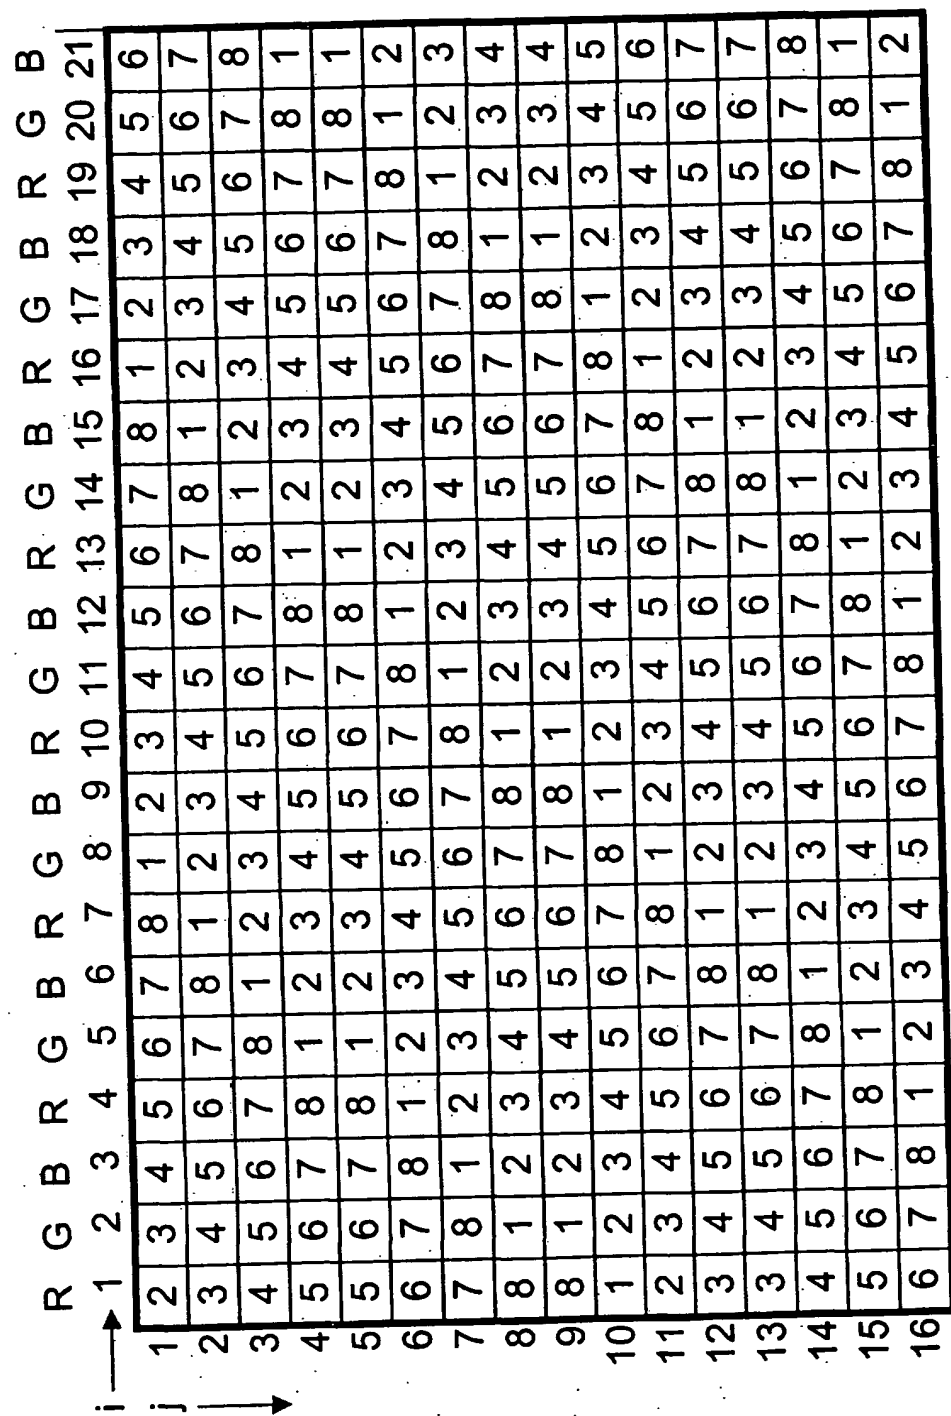 R G B R G B R G B R G B R G B R G B R G B
i 1 2 3 4 5 6 7 8 9 10 11 12 13 14 15 16 17 18 19 20 21
j
1 2 3 4 5 6 7 8 1 2 3 4 5 6 7 8 1 2 3 4 5 6
2 3 4 5 6 7 8 1 2 3 4 5 6 7 8 1 2 3 4 5 6 7
3 4 5 6 7 8 1 2 3 4 5 6 7 8 1 2 3 4 5 6 7 8
4 5 6 7 8 1 2 3 4 5 6 7 8 1 2 3 4 5 6 7 8 1
5 5 6 7 8 1 2 3 4 5 6 7 8 1 2 3 4 5 6 7 8 1
6 6 7 8 1 2 3 4 5 6 7 8 1 2 3 4 5 6 7 8 1 2
7 7 8 1 2 3 4 5 6 7 8 1 2 3 4 5 6 7 8 1 2 3
8 8 1 2 3 4 5 6 7 8 1 2 3 4 5 6 7 8 1 2 3 4
9 8 1 2 3 4 5 6 7 8 1 2 3 4 5 6 7 8 1 2 3 4
10 1 2 3 4 5 6 7 8 1 2 3 4 5 6 7 8 1 2 3 4 5
11 2 3 4 5 6 7 8 1 2 3 4 5 6 7 8 1 2 3 4 5 6
12 3 4 5 6 7 8 1 2 3 4 5 6 7 8 1 2 3 4 5 6 7
13 3 4 5 6 7 8 1 2 3 4 5 6 7 8 1 2 3 4 5 6 7
14 4 5 6 7 8 1 2 3 4 5 6 7 8 1 2 3 4 5 6 7 8
15 5 6 7 8 1 2 3 4 5 6 7 8 1 2 3 4 5 6 7 8 1
16 6 7 8 1 2 3 4 5 6 7 8 1 2 3 4 5 6 7 8 1 2